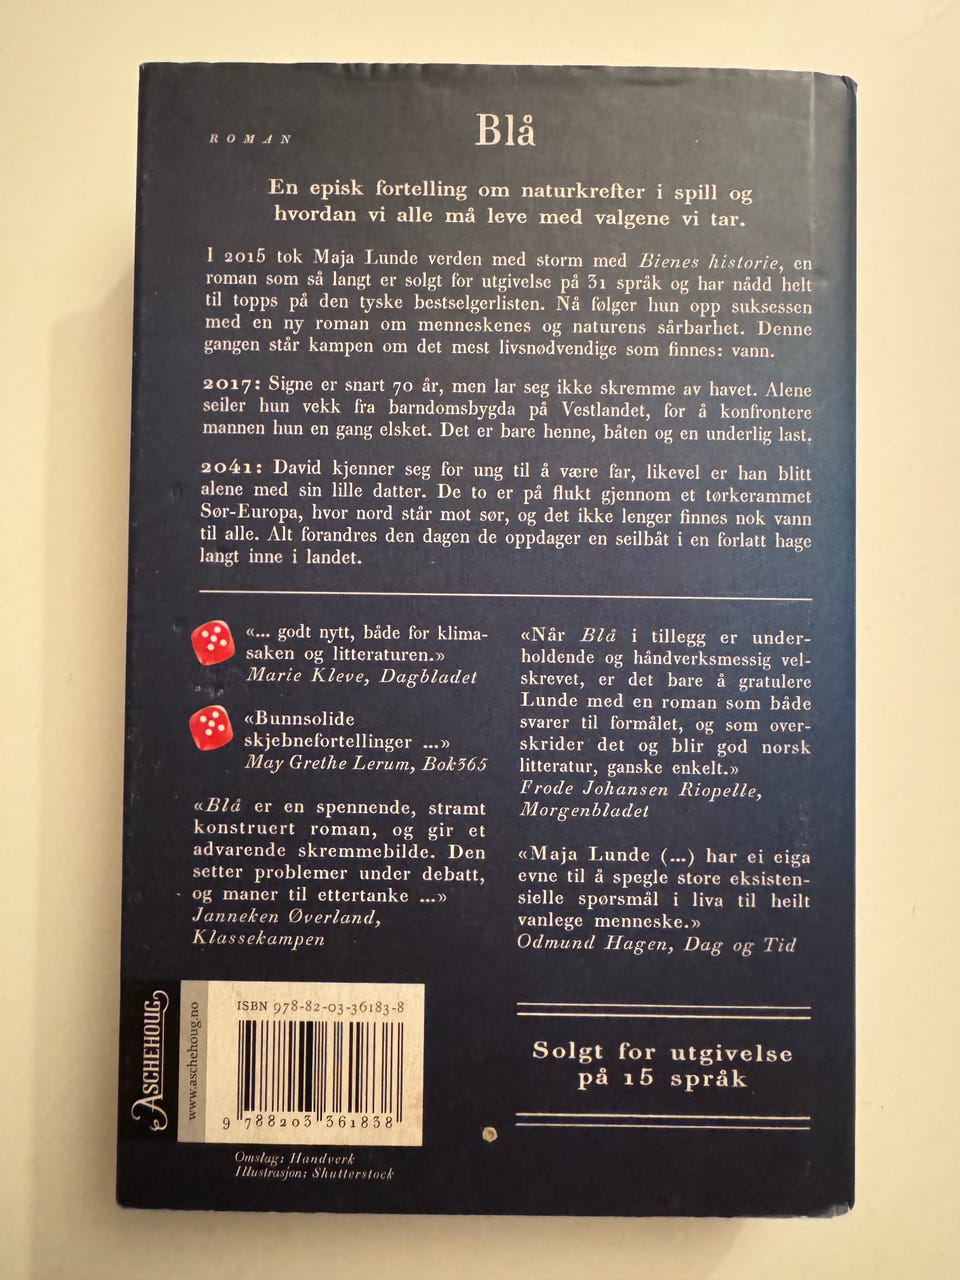 ROMAN
Blå
En episk fortelling om naturkrefter i spill og
hvordan vi alle må leve med valgene vi tar.
I 2015 tok Maja Lunde verden med storm med Bienes historie, en
roman som så langt er solgt for utgivelse på 31 språk og har nådd helt
til topps på den tyske bestselgerlisten. Nå følger hun opp suksessen
med en ny roman om menneskenes og naturens sårbarhet. Denne
gangen står kampen om det mest livsnødvendige som finnes: vann.
2017: Signe er snart 70 år, men lar seg ikke skremme av havet. Alene
seiler hun vekk fra barndomsbygda på Vestlandet, for å konfrontere
mannen hun en gang elsket. Det er bare henne, båten og en underlig last.
2041: David kjenner seg for ung til å være far, likevel er han blitt
alene med sin lille datter. De to er på flukt gjennom et tørkerammet
Sør-Europa, hvor nord står mot sør, og det ikke lenger finnes nok vann
til alle. Alt forandres den dagen de oppdager en seilbåt i en forlatt hage
langt inne i landet.
«... godt nytt, både for klima-
saken og litteraturen.»
Marie Kleve, Dagbladet
«Bunnsolide
skjebnefortellinger ...»
May Grethe Lerum, Bok365
«Blå er en spennende, stramt
konstruert roman, og gir et
advarende skremmebilde. Den
setter problemer under debatt,
og maner til ettertanke ...»
Janneken Øverland,
Klassekampen
«Når Blå i tillegg er under-
holdende og håndverksmessig vel-
skrevet, er det bare å gratulere
Lunde med en roman som både
svarer til formålet, og som over-
skrider det og blir god norsk
litteratur, ganske enkelt.»
Frode Johansen Riopelle,
Morgenbladet
«Maja Lunde (...) har ei eiga
evne til å spegle store eksisten-
sielle spørsmål i liva til heilt
vanlege menneske.»
Odmund Hagen, Dag og Tid
Solgt for utgivelse
på 15 språk
ASCHEHOUG
www.aschehoug.no
ISBN 978-82-03-36183-8
9 788203 361838
Omslag: Handverk
Illustrasjon: Shutterstock